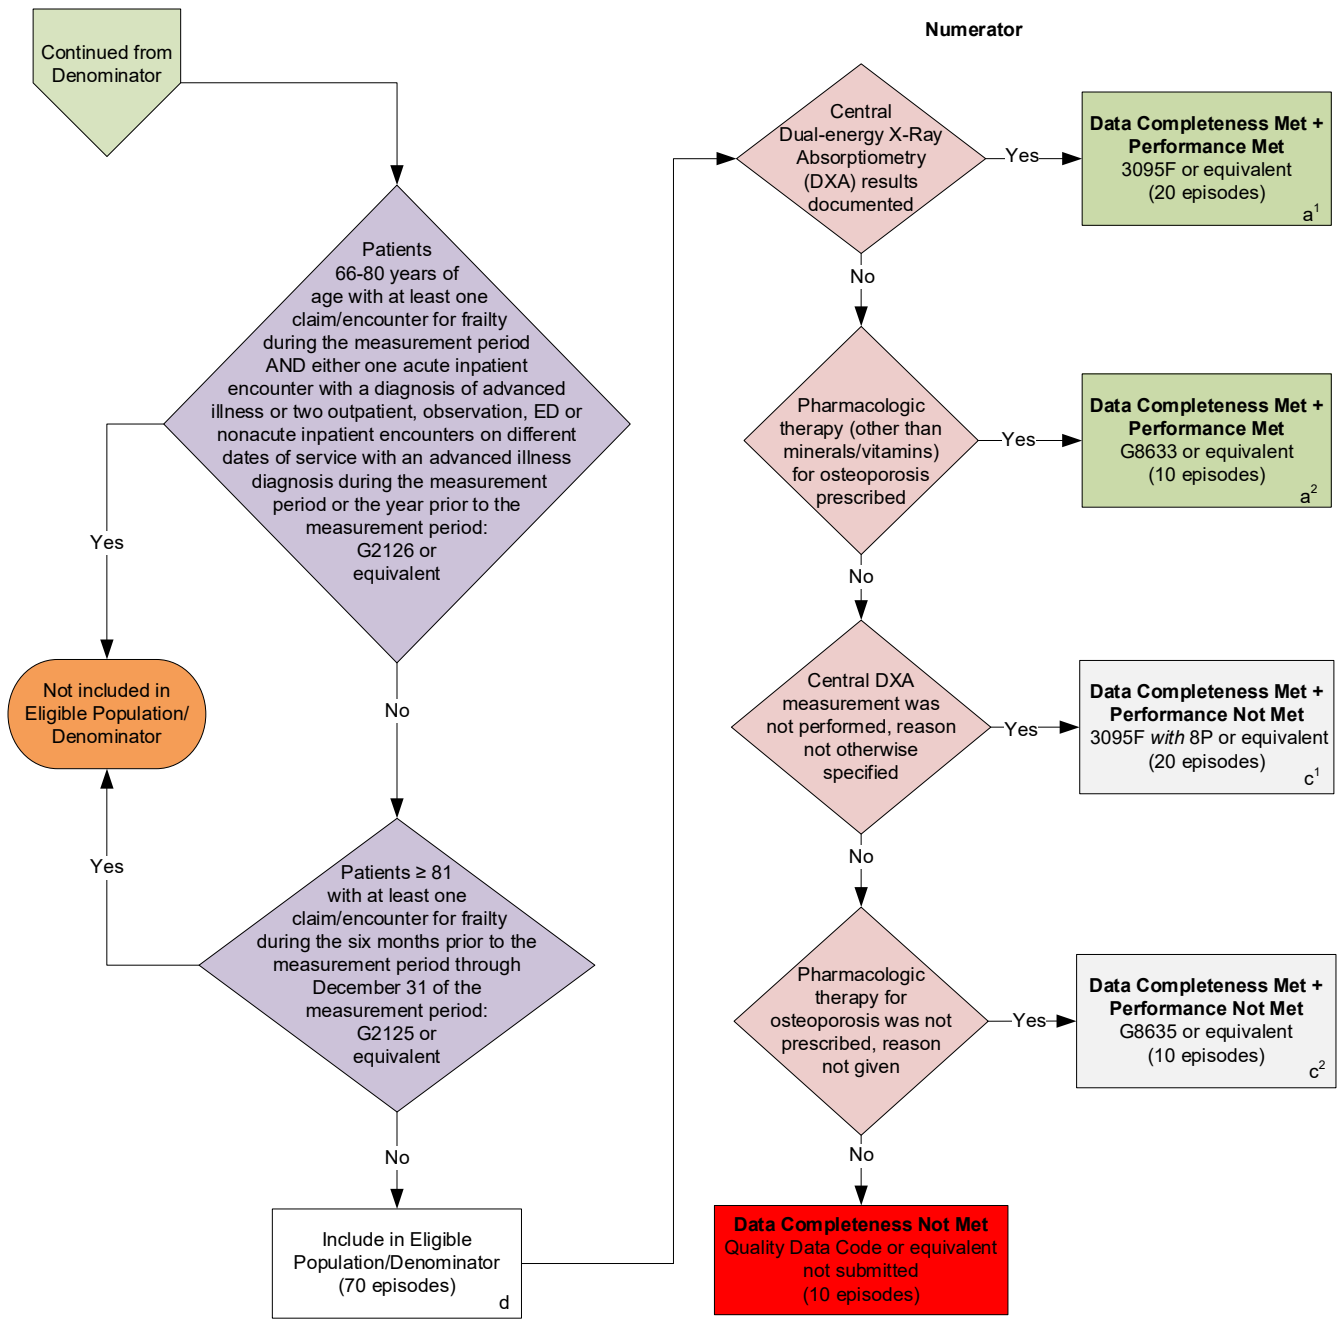 Continued from
Denominator
Patients
66-80 years of
age with at least one
claim/encounter for frailty
during the measurement period
AND either one acute inpatient
encounter with a diagnosis of advanced
illness or two outpatient, observation, ED or
nonacute inpatient encounters on different
dates of service with an advanced illness
diagnosis during the measurement
period or the year prior to the
measurement period:
G2126 or
equivalent
Yes
Not included in
Eligible Population/
Denominator
No
Yes
Patients ≥ 81
with at least one
claim/encounter for frailty
during the six months prior to the
measurement period through
December 31 of the
measurement period:
G2125 or
equivalent
No
Include in Eligible
Population/Denominator
(70 episodes)
d
Numerator
Central
Dual-energy X-Ray
Absorptiometry
(DXA) results
documented
Yes
Data Completeness Met +
Performance Met
3095F or equivalent
(20 episodes)
a¹
No
Pharmacologic
therapy (other than
minerals/vitamins)
for osteoporosis
prescribed
Yes
Data Completeness Met +
Performance Met
G8633 or equivalent
(10 episodes)
a²
No
Central DXA
measurement was
not performed, reason
not otherwise
specified
Yes
Data Completeness Met +
Performance Not Met
3095F with 8P or equivalent
(20 episodes)
c¹
No
Pharmacologic
therapy for
osteoporosis was not
prescribed, reason
not given
Yes
Data Completeness Met +
Performance Not Met
G8635 or equivalent
(10 episodes)
c²
No
Data Completeness Not Met
Quality Data Code or equivalent
not submitted
(10 episodes)